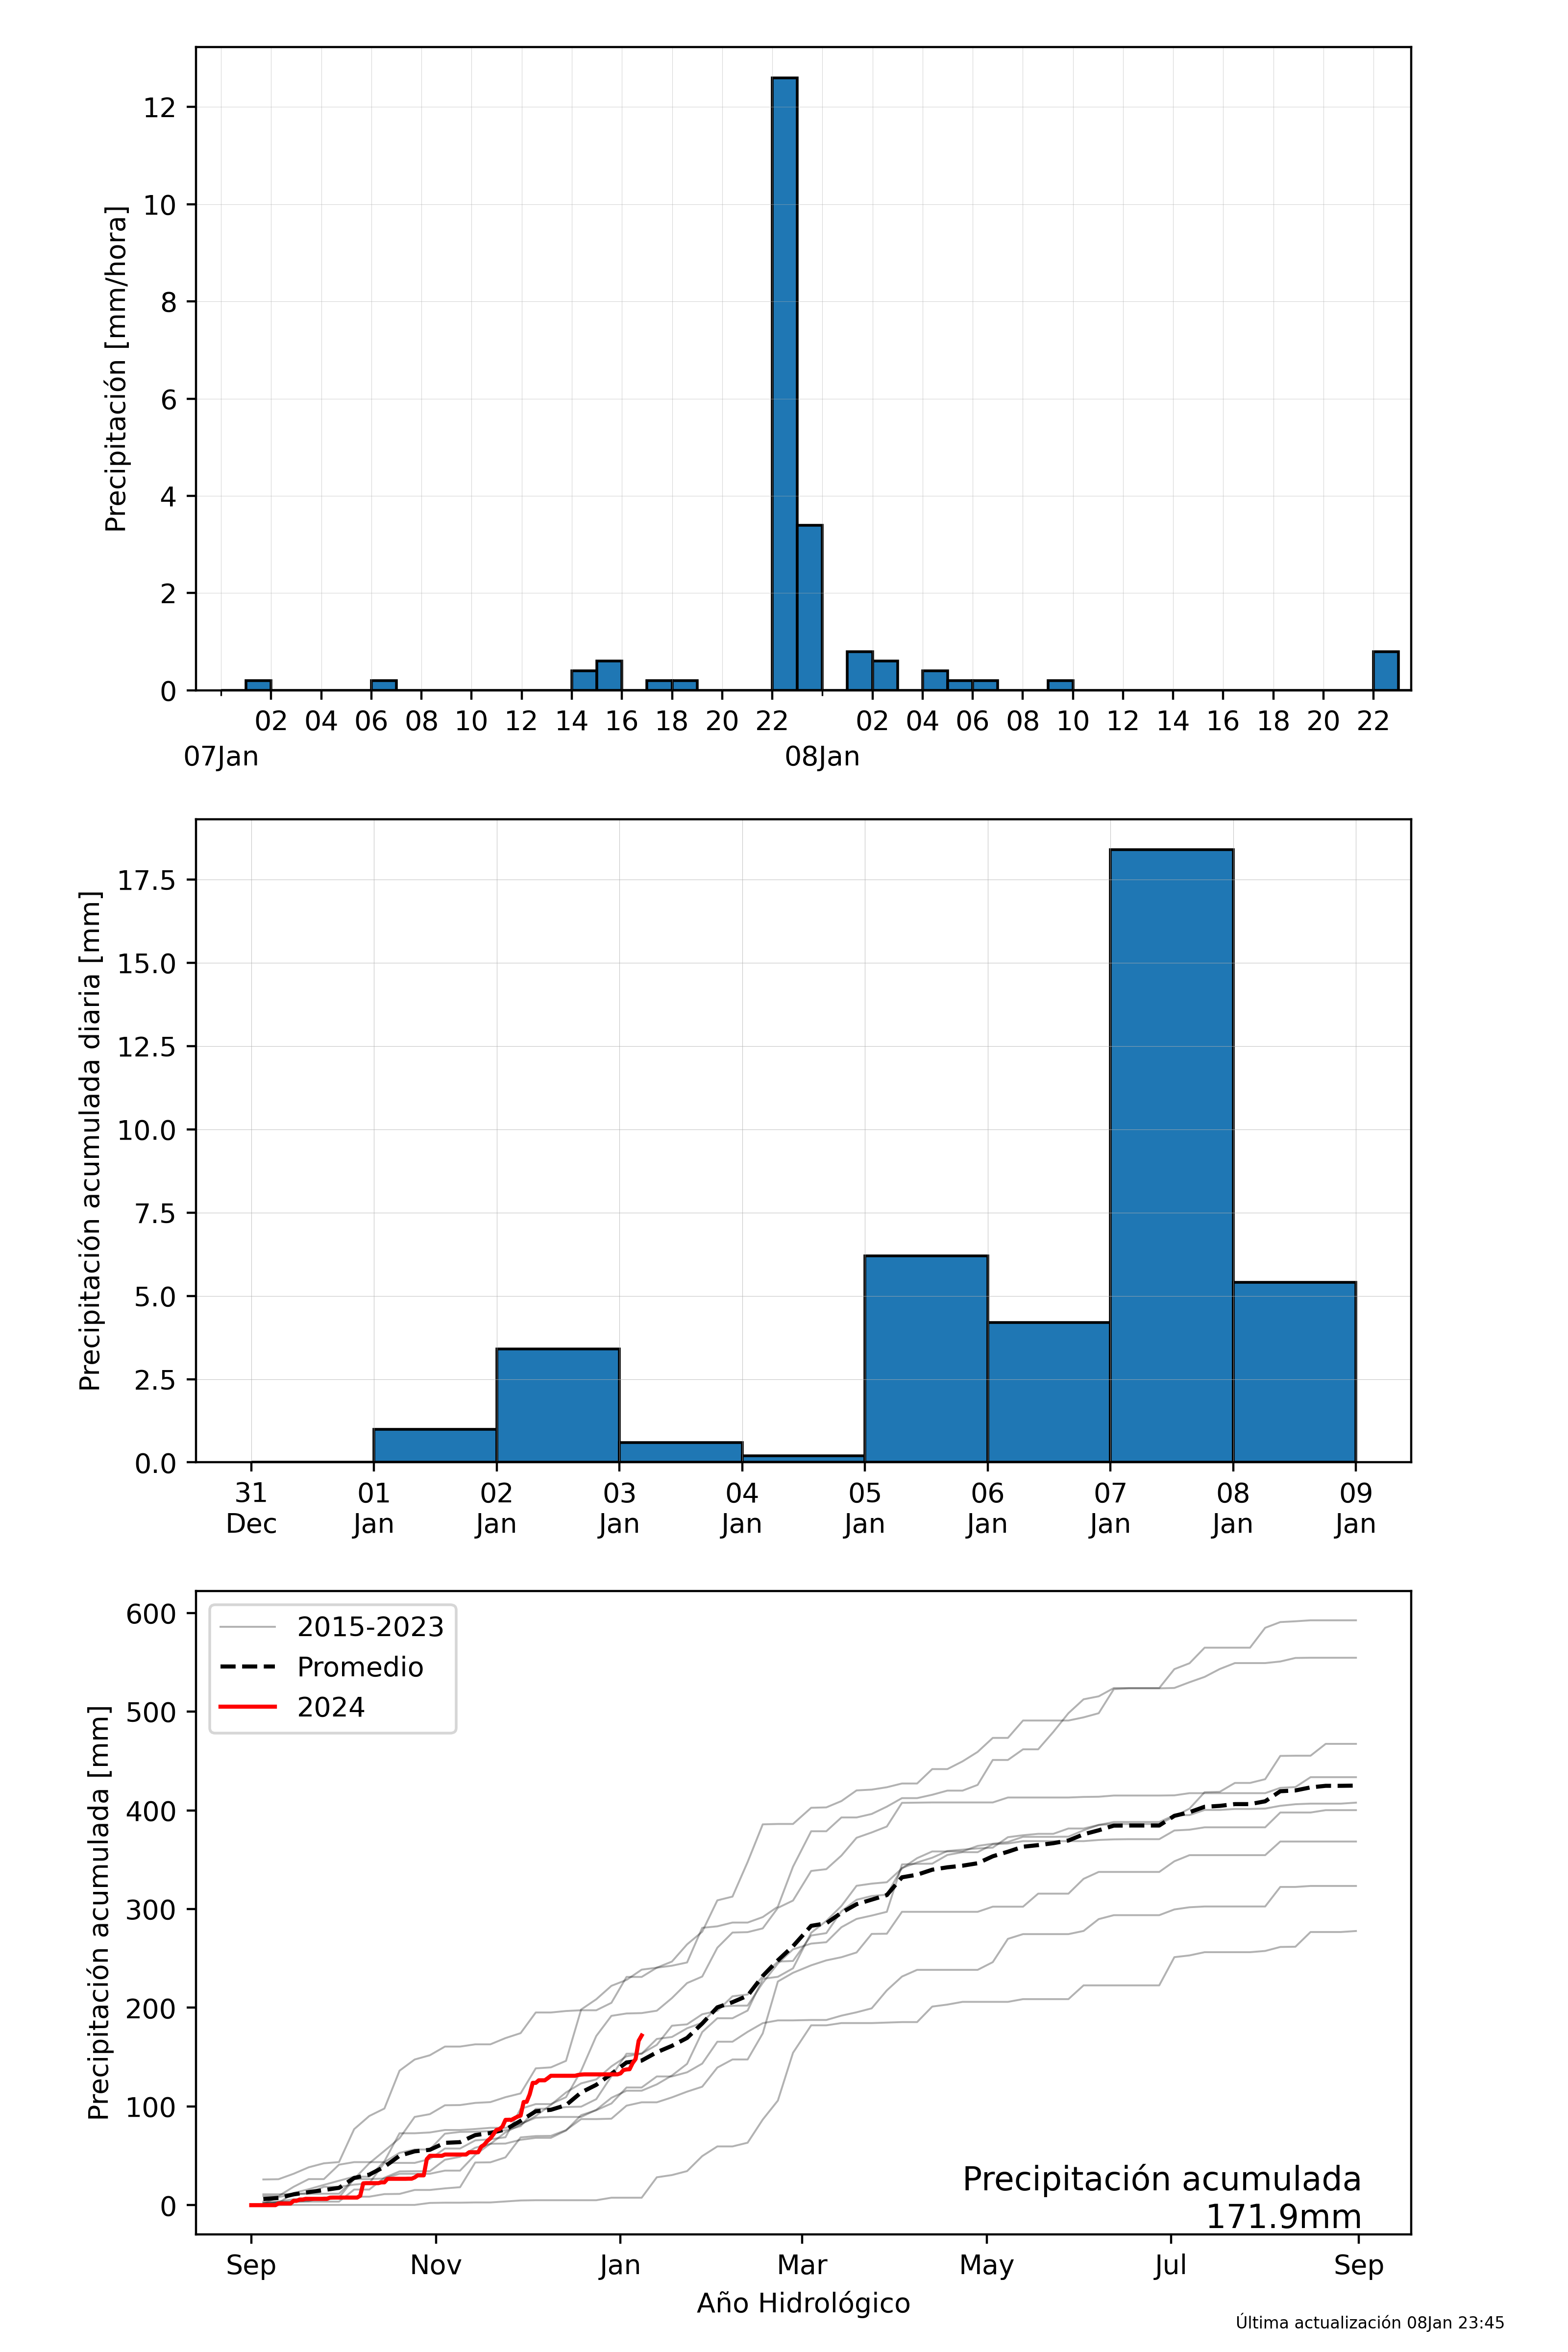 Precipitación [mm/hora]
12
10
8
6
4
2
0
02 04 06 08 10 12 14 16 18 20 22 02 04 06 08 10 12 14 16 18 20 22
07Jan 08Jan
Precipitación acumulada diaria [mm]
17.5
15.0
12.5
10.0
7.5
5.0
2.5
0.0
31 01 02 03 04 05 06 07 08 09
Dec Jan Jan Jan Jan Jan Jan Jan Jan Jan
Precipitación acumulada [mm]
600
500
400
300
200
100
0
2015-2023
Promedio
2024
Precipitación acumulada
171.9mm
Sep Nov Jan Mar May Jul Sep
Año Hidrológico
Última actualización 08Jan 23:45